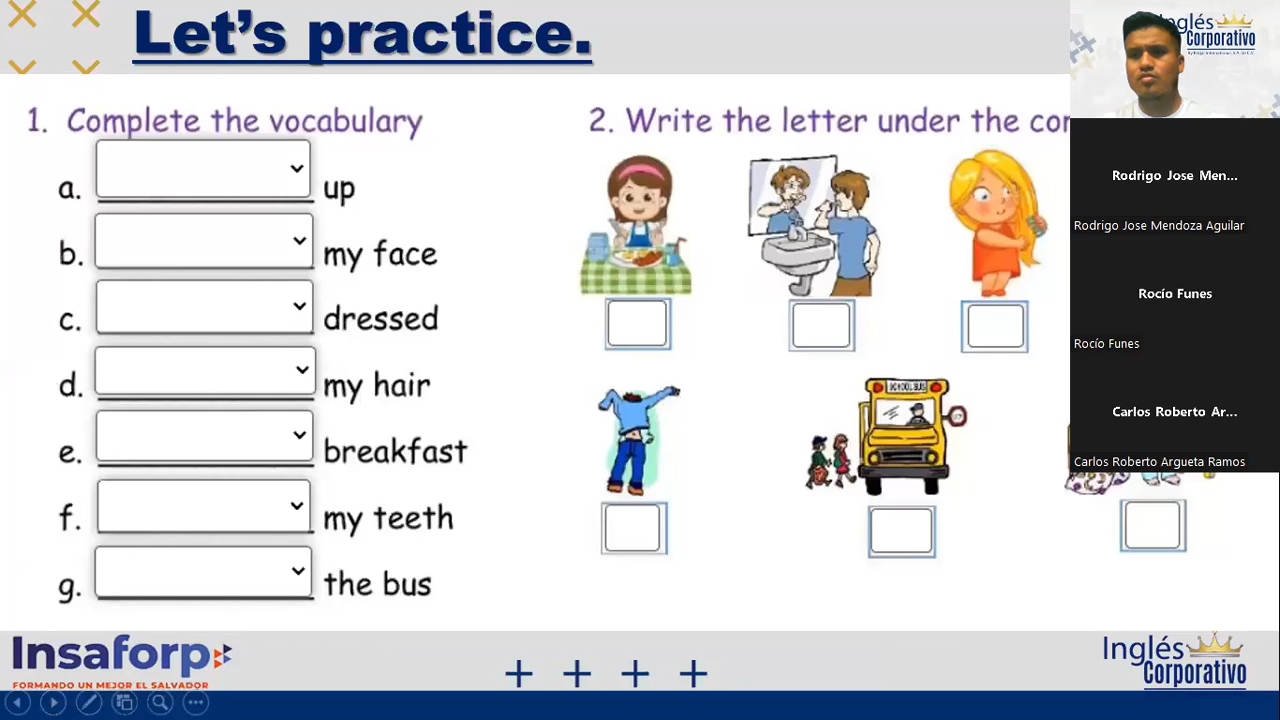 Let's practice.
Inglés
Corporativo
1. Complete the vocabulary
2. Write the letter under the cor
a. up
b. my face
c. dressed
d. my hair
e. breakfast
f. my teeth
g. the bus
SCHOOL BUS
Rodrigo Jose Men...
Rodrigo Jose Mendoza Aguilar
Rocío Funes
Rocío Funes
Carlos Roberto Ar...
Carlos Roberto Argueta Ramos
Insaforp
FORMANDO UN MEJOR EL SALVADOR
Inglés
Corporativo